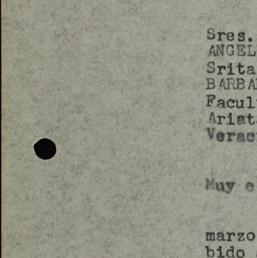 Sres.
ANGEL
Srita
BARBA
Facul
Ariat
Verac
Muy e
marzo
bido